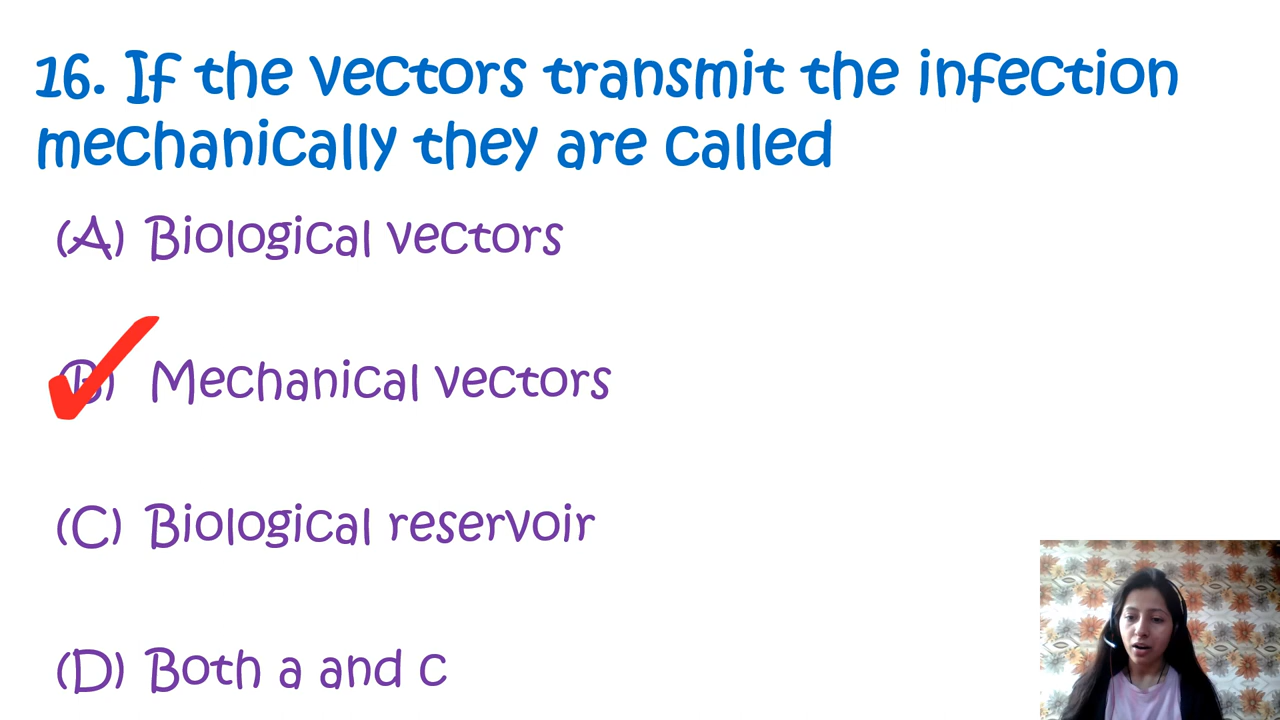 16. If the vectors transmit the infection
mechanically they are called
(A) Biological vectors
(B) Mechanical vectors
(C) Biological reservoir
(D) Both a and c